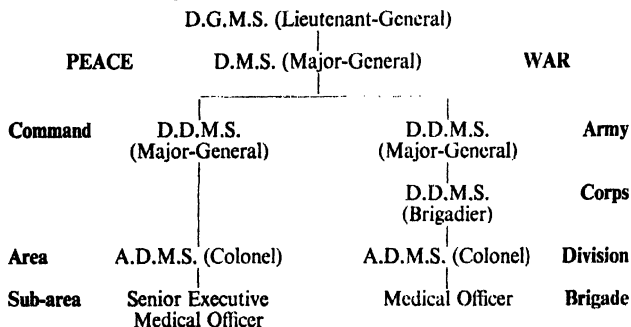 D.G.M.S. (Lieutenant-General)
PEACE D.M.S. (Major-General) WAR
Command D.D.M.S. D.D.M.S. Army
(Major-General) (Major-General)
D.D.M.S. Corps
(Brigadier)
Area A.D.M.S. (Colonel) A.D.M.S. (Colonel) Division
Sub-area Senior Executive Medical Officer Brigade
Medical Officer